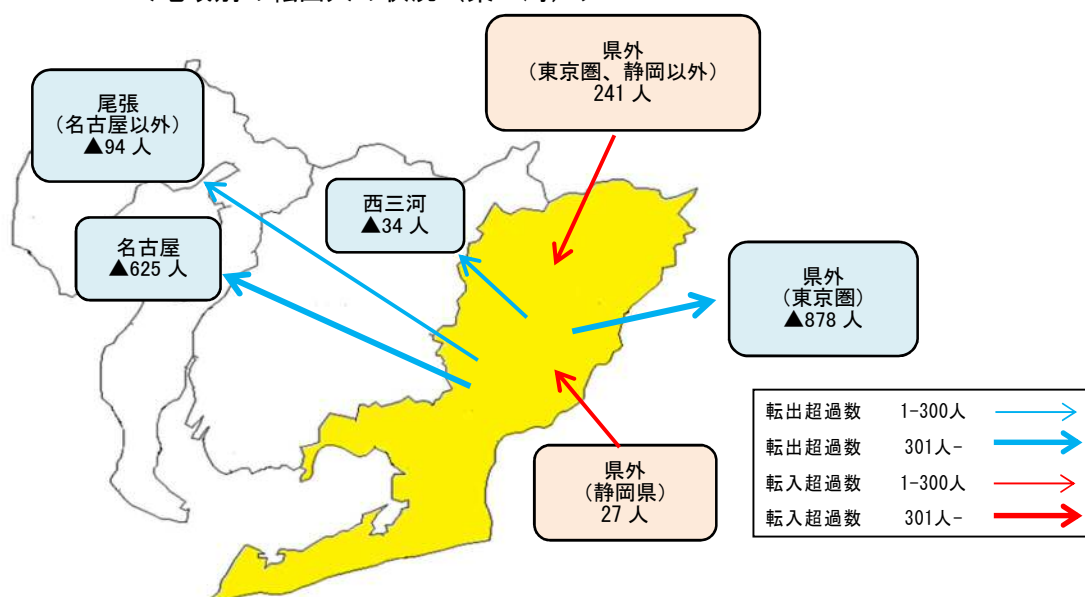 県外
(東京圏、静岡以外)
241 人
尾張
(名古屋以外)
▲94 人
西三河
▲34 人
名古屋
▲625 人
県外
(東京圏)
▲878 人
県外
(静岡県)
27 人
転出超過数 1-300人
転出超過数 301人-
転入超過数 1-300人
転入超過数 301人-